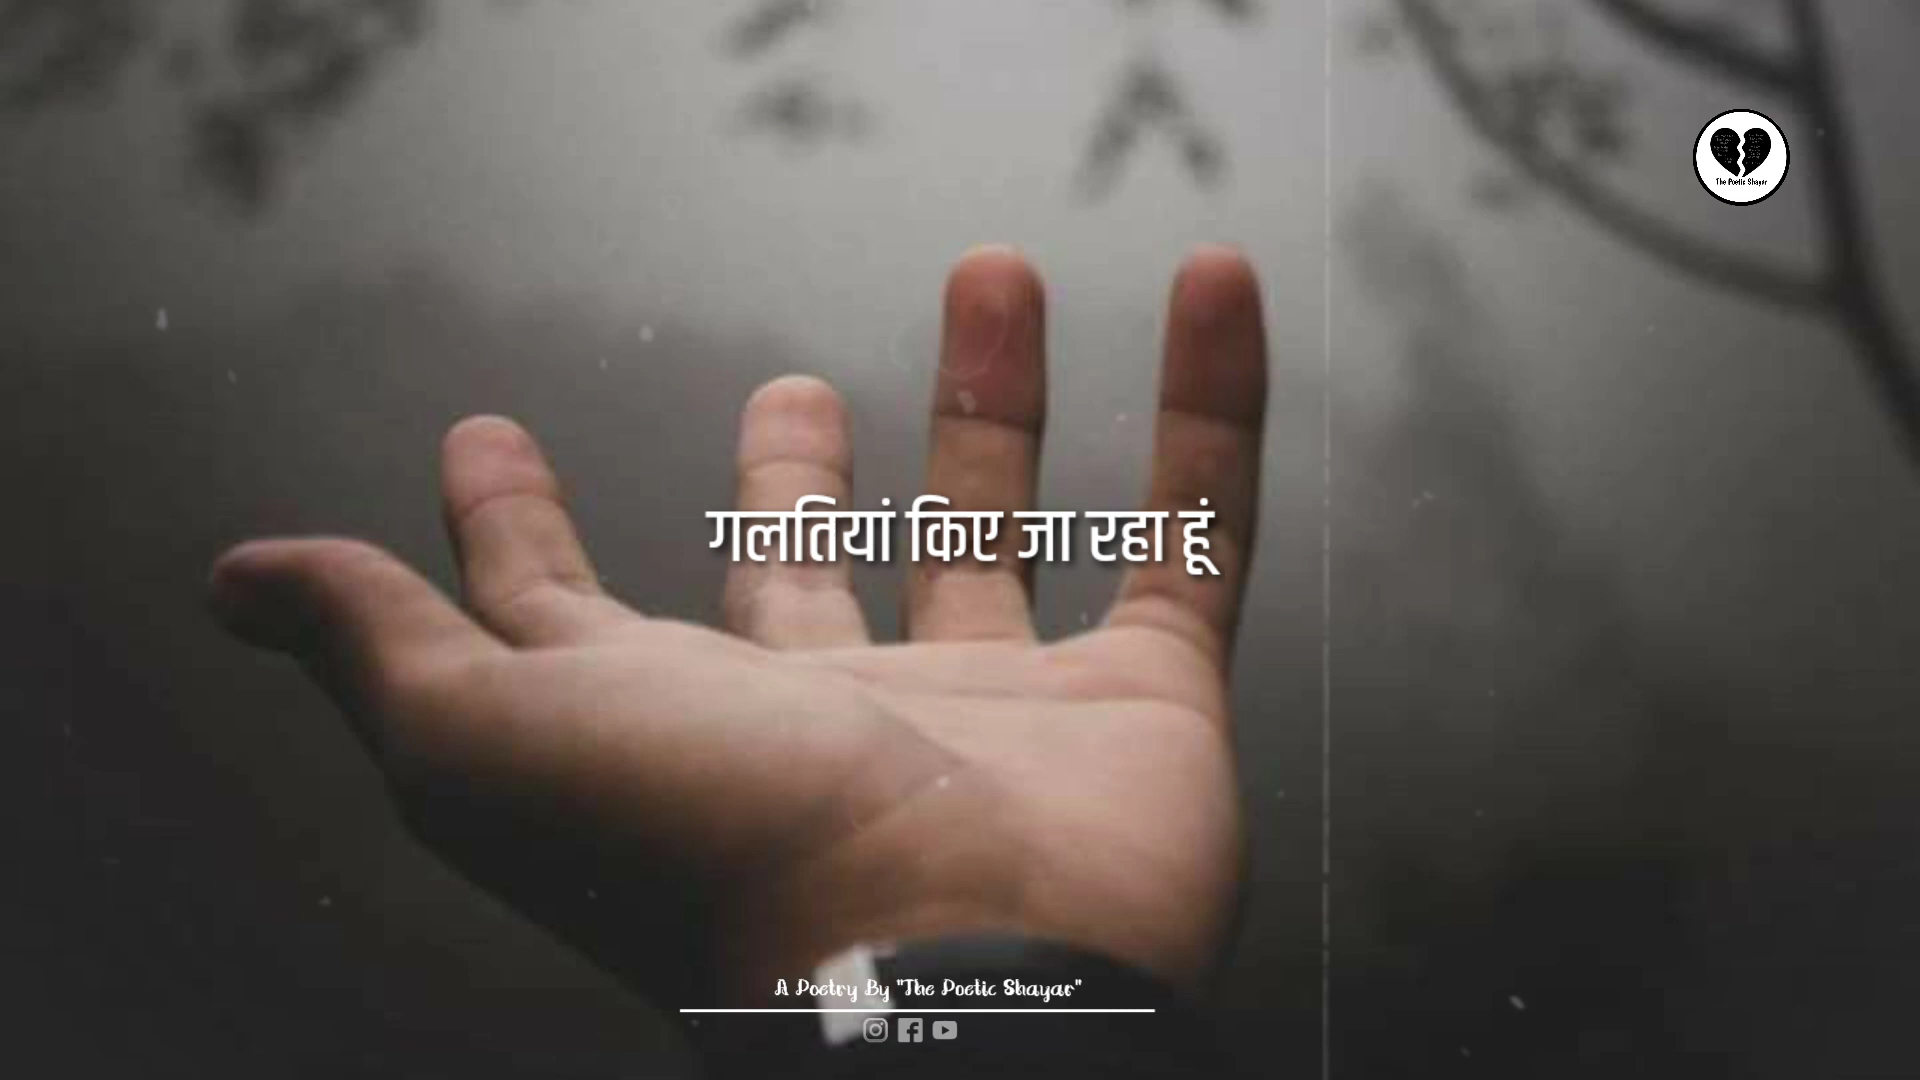 The Poetic Shayar
गलतियां किए जा रहा हूं
A Poetry By "The Poetic Shayar"